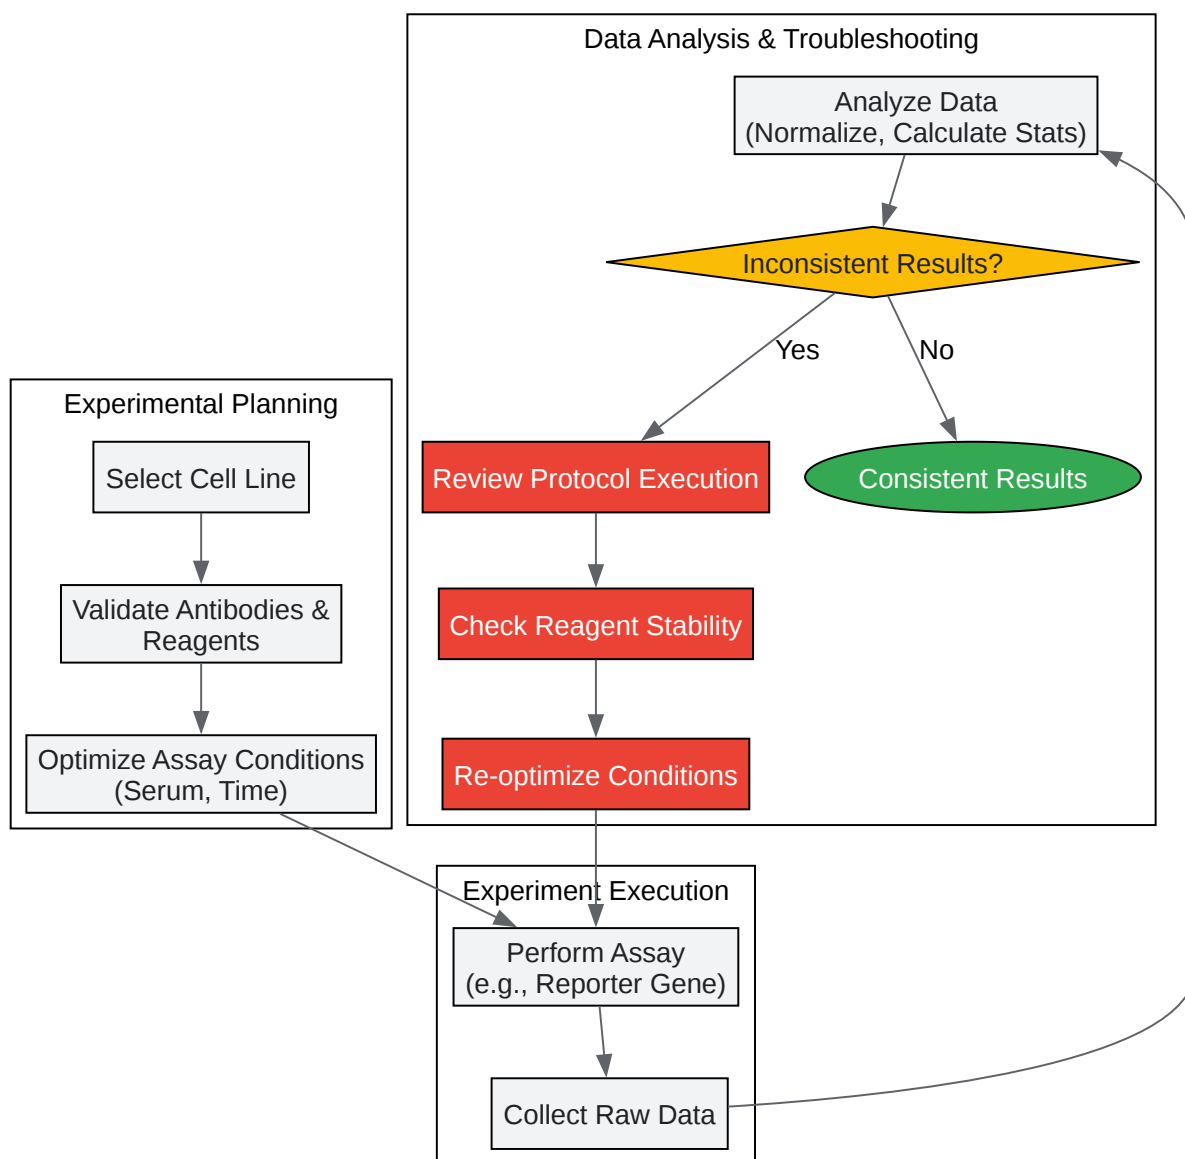 Data Analysis & Troubleshooting
Analyze Data
(Normalize, Calculate Stats)
Inconsistent Results?
Yes
No
Experimental Planning
Select Cell Line
Review Protocol Execution
Consistent Results
Validate Antibodies &
Reagents
Check Reagent Stability
Optimize Assay Conditions
(Serum, Time)
Re-optimize Conditions
Experiment Execution
Perform Assay
(e.g., Reporter Gene)
Collect Raw Data